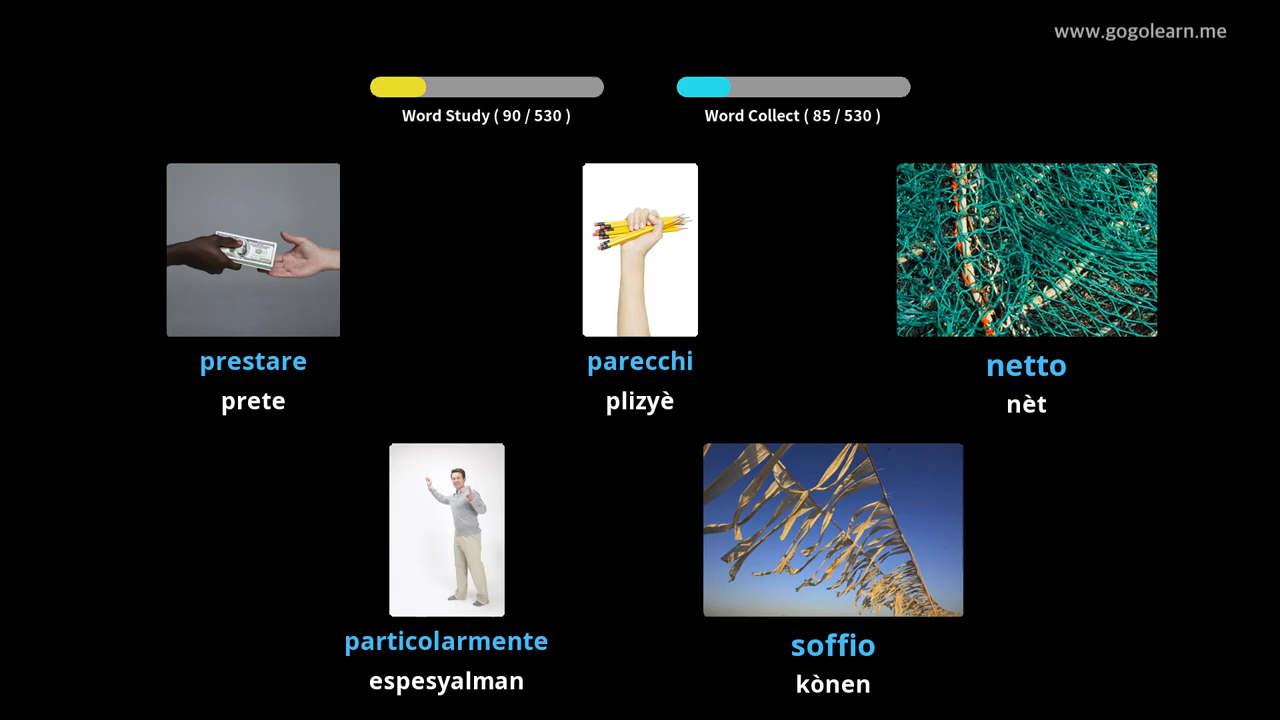 www.gogolearn.me
Word Study ( 90 / 530 )
Word Collect ( 85 / 530 )
prestare
prete
parecchi
plizyè
netto
nèt
particolarmente
espesyalman
soffio
kònen